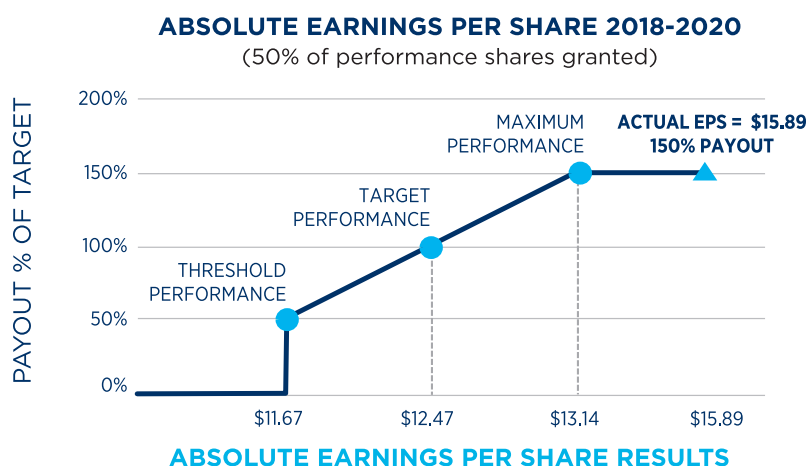 ABSOLUTE EARNINGS PER SHARE 2018-2020
(50% of performance shares granted)
PAYOUT % OF TARGET
200%
150%
100%
50%
0%
MAXIMUM
PERFORMANCE
ACTUAL EPS = $15.89
150% PAYOUT
TARGET
PERFORMANCE
THRESHOLD
PERFORMANCE
$11.67
$12.47
$13.14
$15.89
ABSOLUTE EARNINGS PER SHARE RESULTS